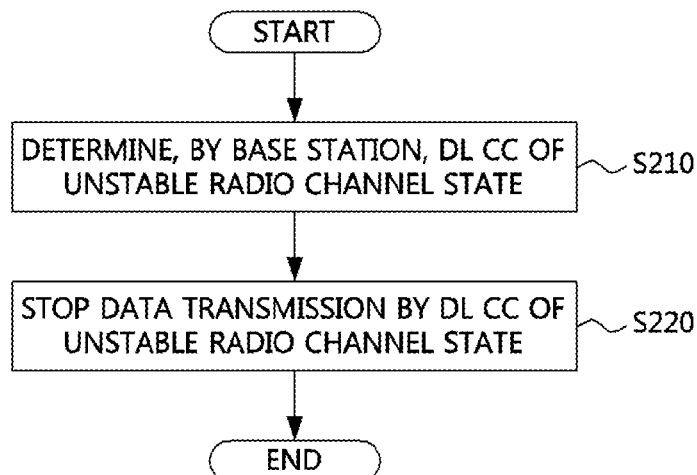 START
DETERMINE, BY BASE STATION, DL CC OF
UNSTABLE RADIO CHANNEL STATE
S210
STOP DATA TRANSMISSION BY DL CC OF
UNSTABLE RADIO CHANNEL STATE
S220
END